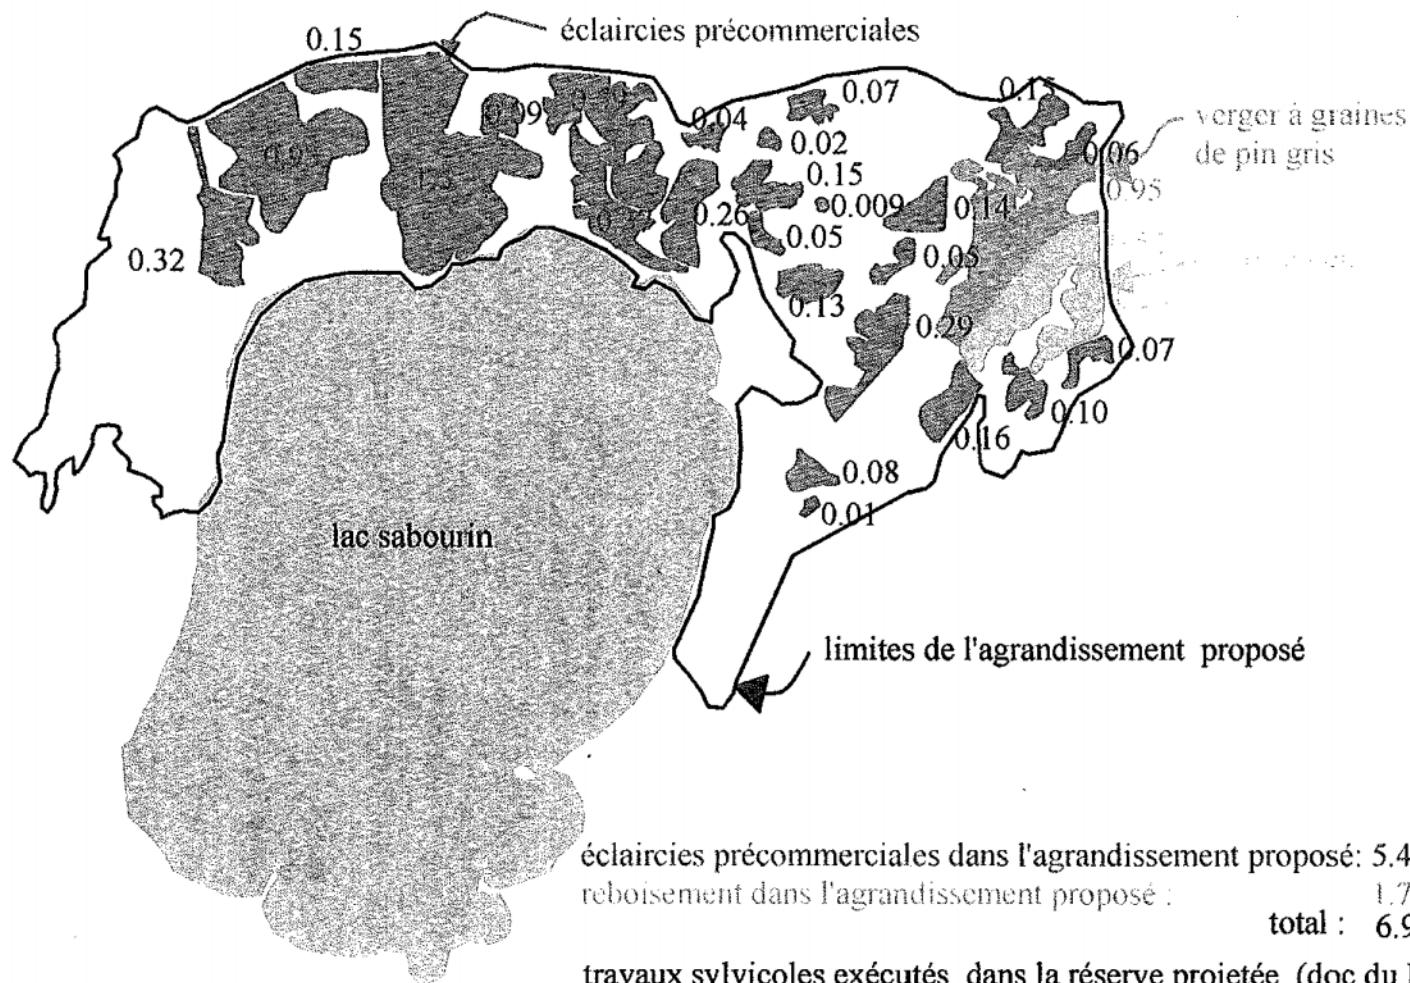 éclaircies précommerciales
0.15
0.07
0.15
verger à graines
de pin gris
0.09
0.04
0.02
0.06
0.15
0.95
0.009
0.14
0.26
0.05
0.05
0.32
0.13
0.29
0.07
0.10
0.16
0.08
0.01
lac sabourin
limites de l'agrandissement proposé
éclaircies précommerciales dans l'agrandissement proposé: 5.4
reboisement dans l'agrandissement proposé : 1.7
total : 6.9
travaux sylvicoles exécutés dans la réserve projetée (doc du